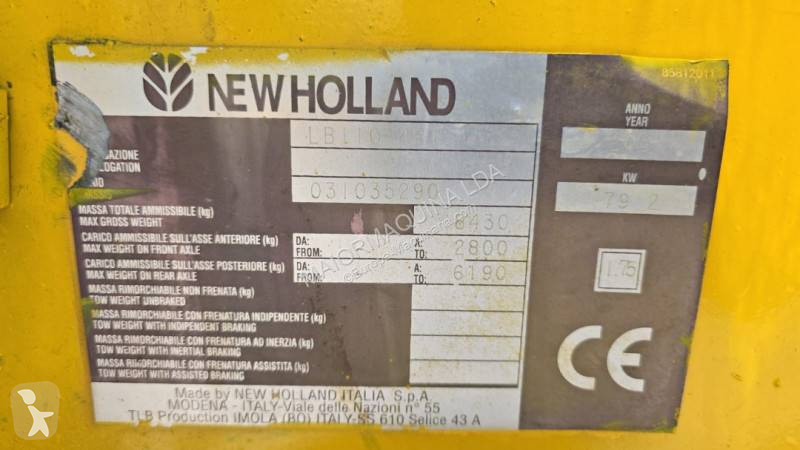 NEW HOLLAND
85812011
ANNO
YEAR
LB110
KW
79 2
031035290
MASSA TOTALE AMMISSIBILE (kg)
MAX GROSS WEIGHT
8430
CARICO AMMISSIBILE SULL'ASSE ANTERIORE (kg)
MAX WEIGHT ON FRONT AXLE
DA:
FROM:
A:
TO:
2800
CARICO AMMISSIBILE SULL'ASSE POSTERIORE (kg)
MAX WEIGHT ON REAR AXLE
DA:
FROM:
A:
TO:
6190
1.75
MASSA RIMORCHIABILE NON FRENATA (kg)
TOW WEIGHT UNBRAKED
MASSA RIMORCHIABILE CON FRENATURA INDIPENDENTE (kg)
TOW WEIGHT WITH INDIPENDENT BRAKING
MASSA RIMORCHIABILE CON FRENATURA AD INERZIA (kg)
TOW WEIGHT WITH INERTIAL BRAKING
MASSA RIMORCHIABILE CON FRENATURA ASSISTITA (kg)
TOW WEIGHT WITH ASSISTED BRAKING
CE
Made by NEW HOLLAND ITALIA S.p.A.
MODENA - ITALY-Viale delle Nazioni n° 55
TLB Production IMOLA (BO) ITALY-SS 610 Selice 43 A
MAIORMAQUINA LDA